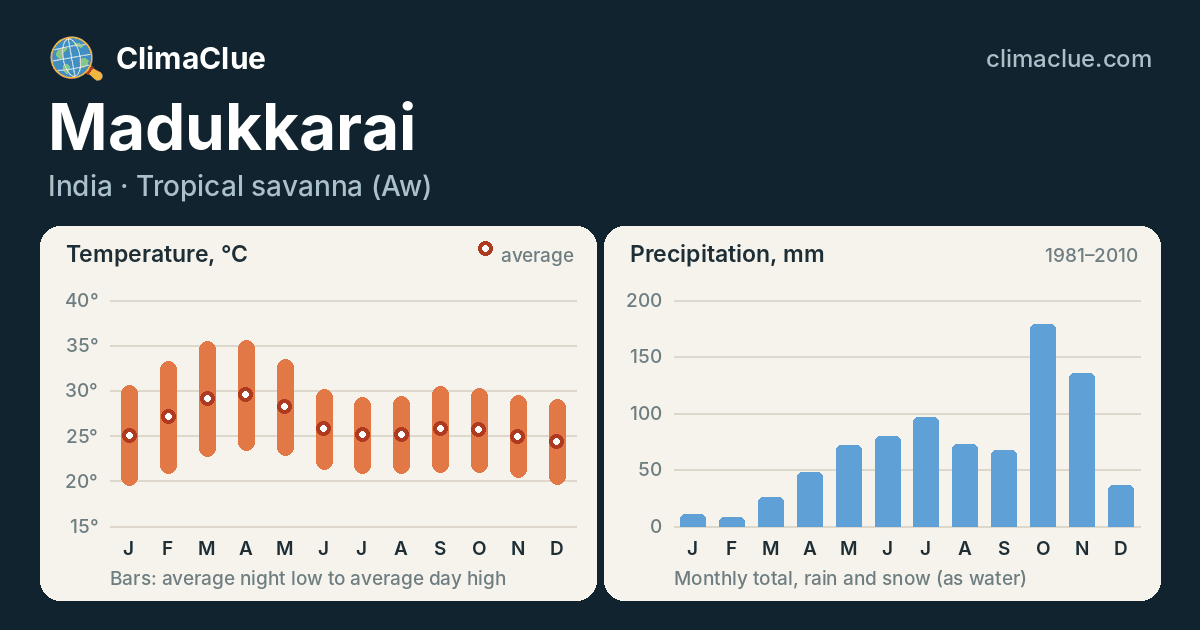 ClimaClue
climaclue.com
Madukkarai
India · Tropical savanna (Aw)
Temperature, °C
average
40°
35°
30°
25°
20°
15°
J F M A M J J A S O N D
Bars: average night low to average day high
Precipitation, mm
1981–2010
200
150
100
50
0
J F M A M J J A S O N D
Monthly total, rain and snow (as water)